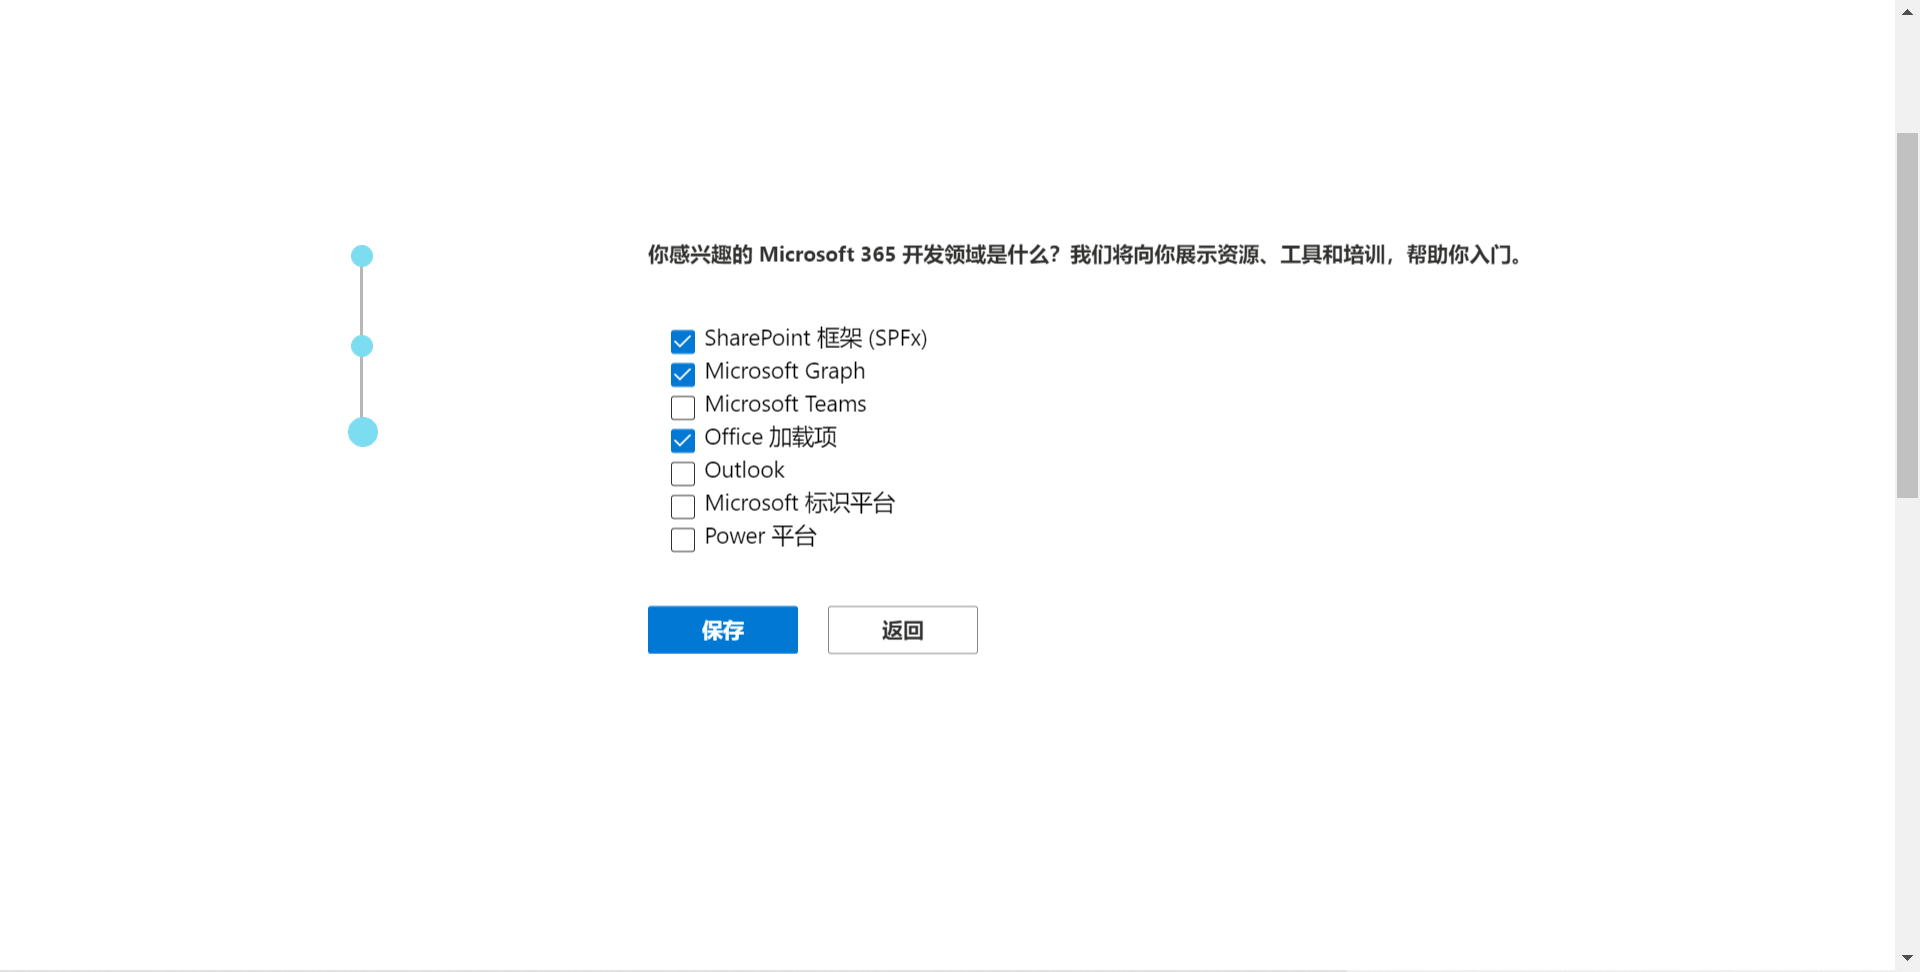 你感兴趣的 Microsoft 365 开发领域是什么？我们将向你展示资源、工具和培训，帮助你入门。
SharePoint 框架 (SPFx)
Microsoft Graph
Microsoft Teams
Office 加载项
Outlook
Microsoft 标识平台
Power 平台
保存 返回